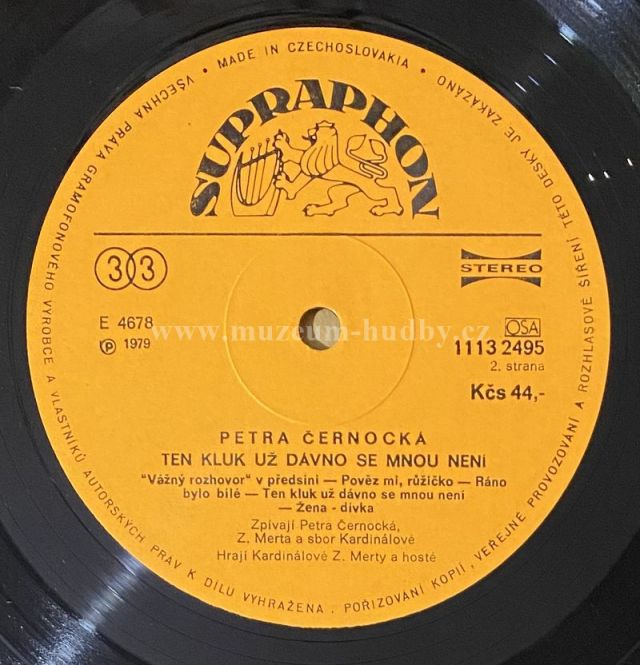 • MADE IN CZECHOSLOVAKIA •
VŠECHNA PRÁVA GRAMOFONOVÉHO VÝROBCE A VLASTNÍKŮ AUTORSKÝCH PRÁV K DÍLU VYHRAŽENA. POŘIZOVÁNÍ KOPIÍ, VEŘEJNÉ PROVOZOVÁNÍ A ROZHLASOVÉ ŠÍŘENÍ TÉTO DESKY JE ZAKÁZÁNO
SUPRAPHON
33
STEREO
E 4678
℗ 1979
www.muzeum-hudby.cz
OSA
1113 2495
2. strana
Kčs 44,-
PETRA ČERNOCKÁ
TEN KLUK UŽ DÁVNO SE MNOU NENÍ
"Vážný rozhovor" v předsíni — Pověz mi, růžičko — Ráno
bylo bílé — Ten kluk už dávno se mnou není
— Žena - dívka
Zpívají Petra Černocká,
Z. Merta a sbor Kardinálové
Hrají Kardinálové Z. Merty a hosté